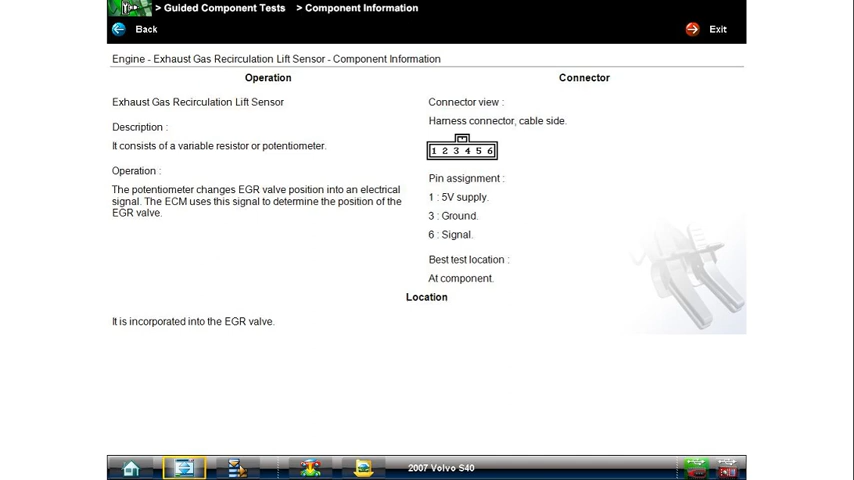 > Guided Component Tests > Component Information
Back
Exit
Engine - Exhaust Gas Recirculation Lift Sensor - Component Information
Operation
Exhaust Gas Recirculation Lift Sensor
Description :
It consists of a variable resistor or potentiometer.
Operation :
The potentiometer changes EGR valve position into an electrical
signal. The ECM uses this signal to determine the position of the
EGR valve.
Connector
Connector view :
Harness connector, cable side.
1 2 3 4 5 6
Pin assignment :
1 : 5V supply.
3 : Ground.
6 : Signal.
Best test location :
At component.
Location
It is incorporated into the EGR valve.
2007 Volvo S40